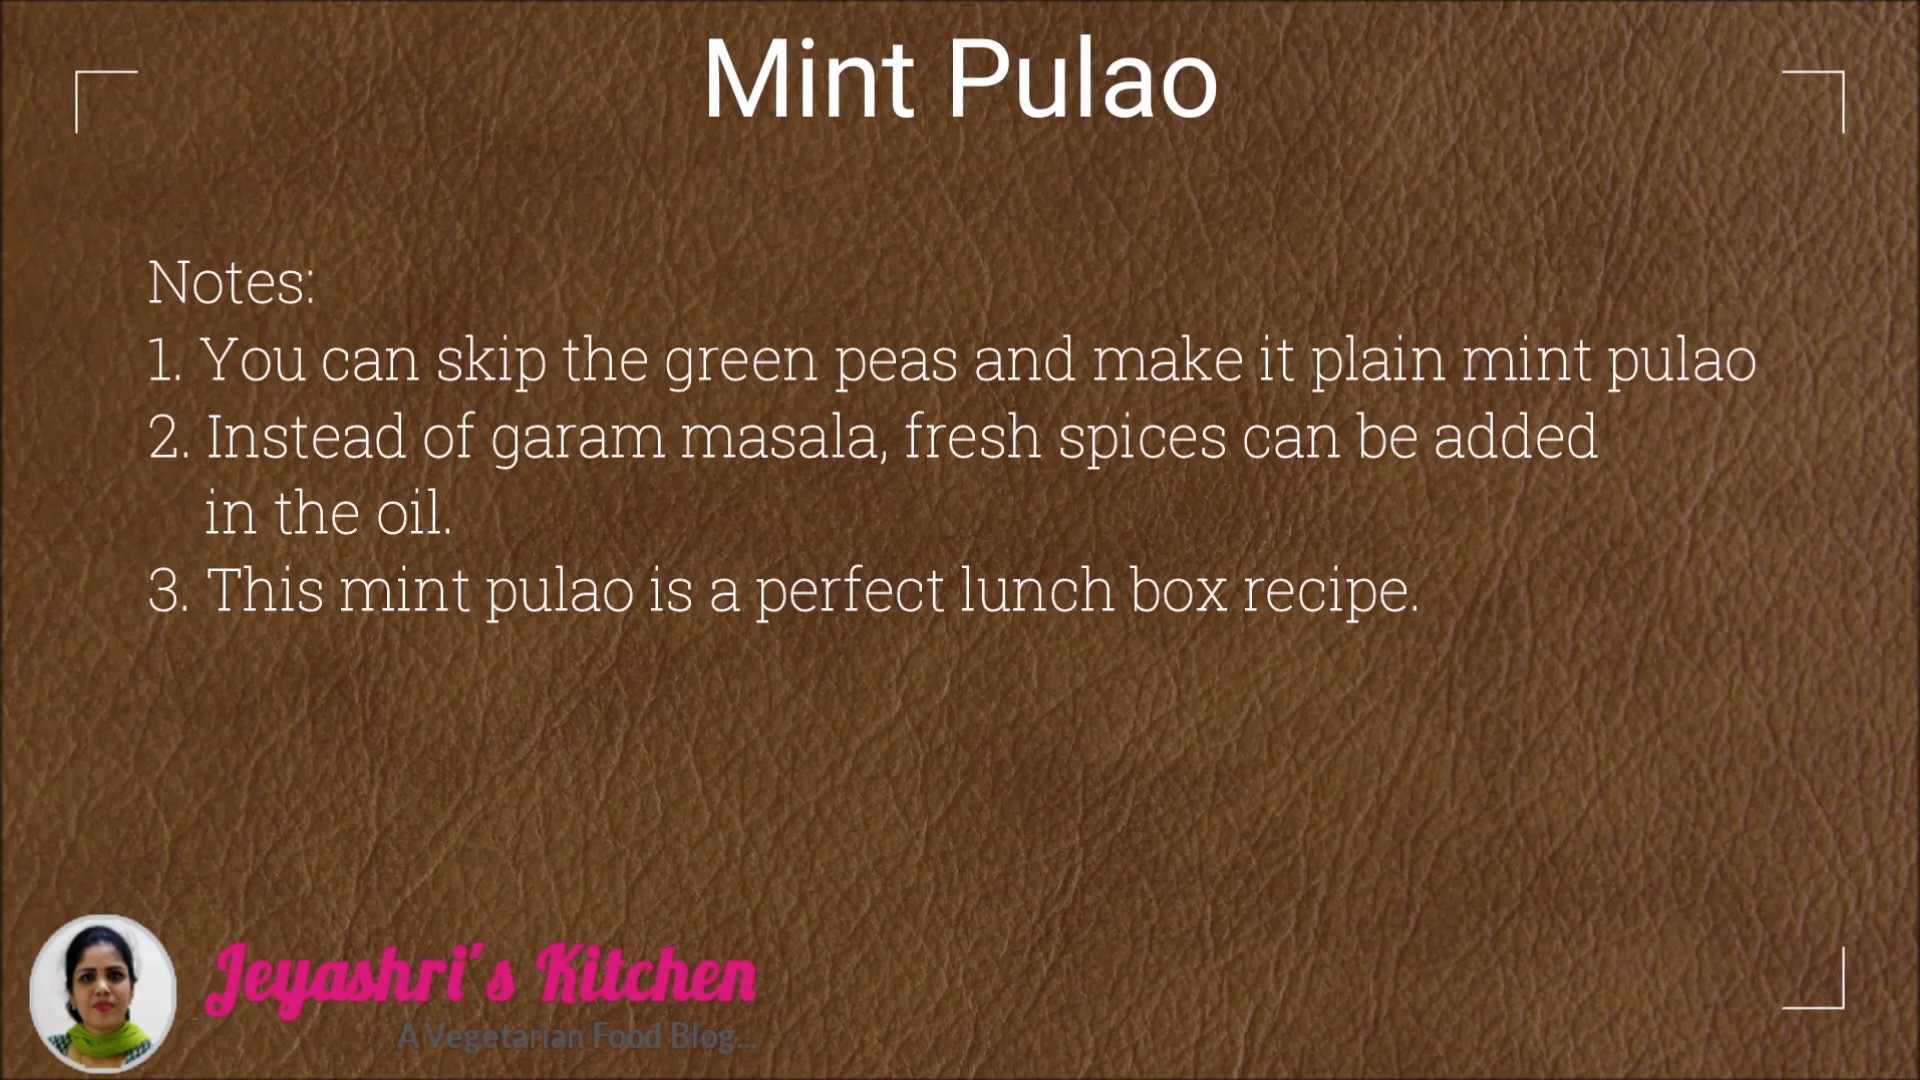 Mint Pulao
Notes:
1. You can skip the green peas and make it plain mint pulao
2. Instead of garam masala, fresh spices can be added
in the oil.
3. This mint pulao is a perfect lunch box recipe.
Jeyashri's Kitchen
A Vegetarian Food Blog...